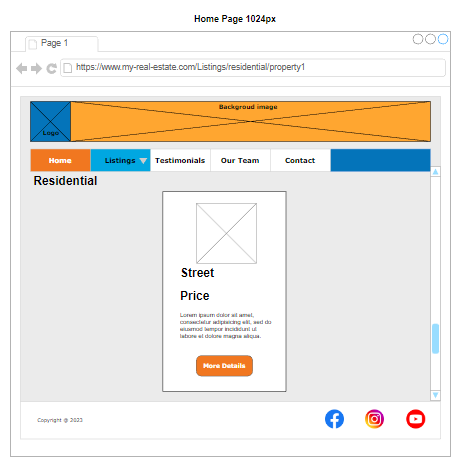 Home Page 1024px
Page 1
https://www.my-real-estate.com/Listings/residential/property1
Backgroud image
Logo
Home Listings Testimonials Our Team Contact
Residential
Street
Price
Lorem ipsum dolor sit amet,
consectetur adipisicing elit, sed do
eiusmod tempor incididunt ut
labore et dolore magna aliqua.
More Details
Copyright @ 2023